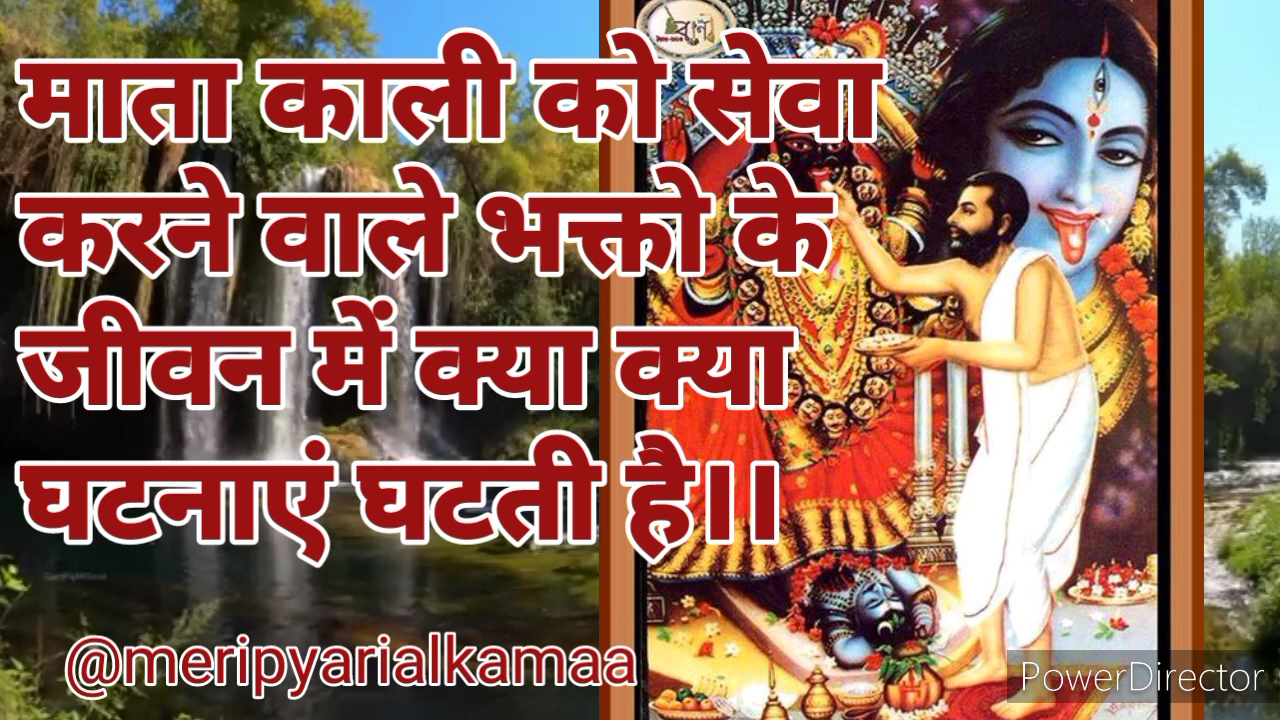 माता काली को सेवा
करने वाले भक्तो के
जीवन में क्या क्या
घटनाएं घटती है।।
@meripyarialkamaa
PowerDirector